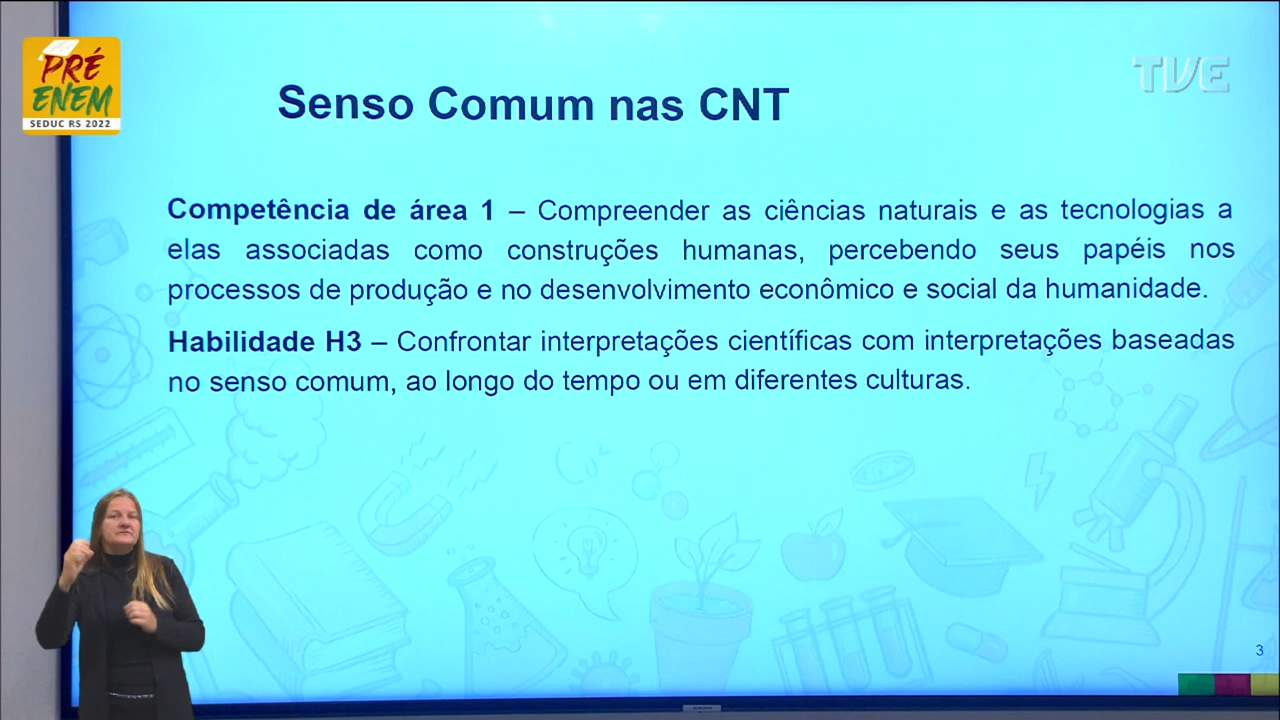 PRÉ
ENEM
SEDUC RS 2022
TVE
Senso Comum nas CNT
Competência de área 1 – Compreender as ciências naturais e as tecnologias a
elas associadas como construções humanas, percebendo seus papéis nos
processos de produção e no desenvolvimento econômico e social da humanidade.
Habilidade H3 – Confrontar interpretações científicas com interpretações baseadas
no senso comum, ao longo do tempo ou em diferentes culturas.
3